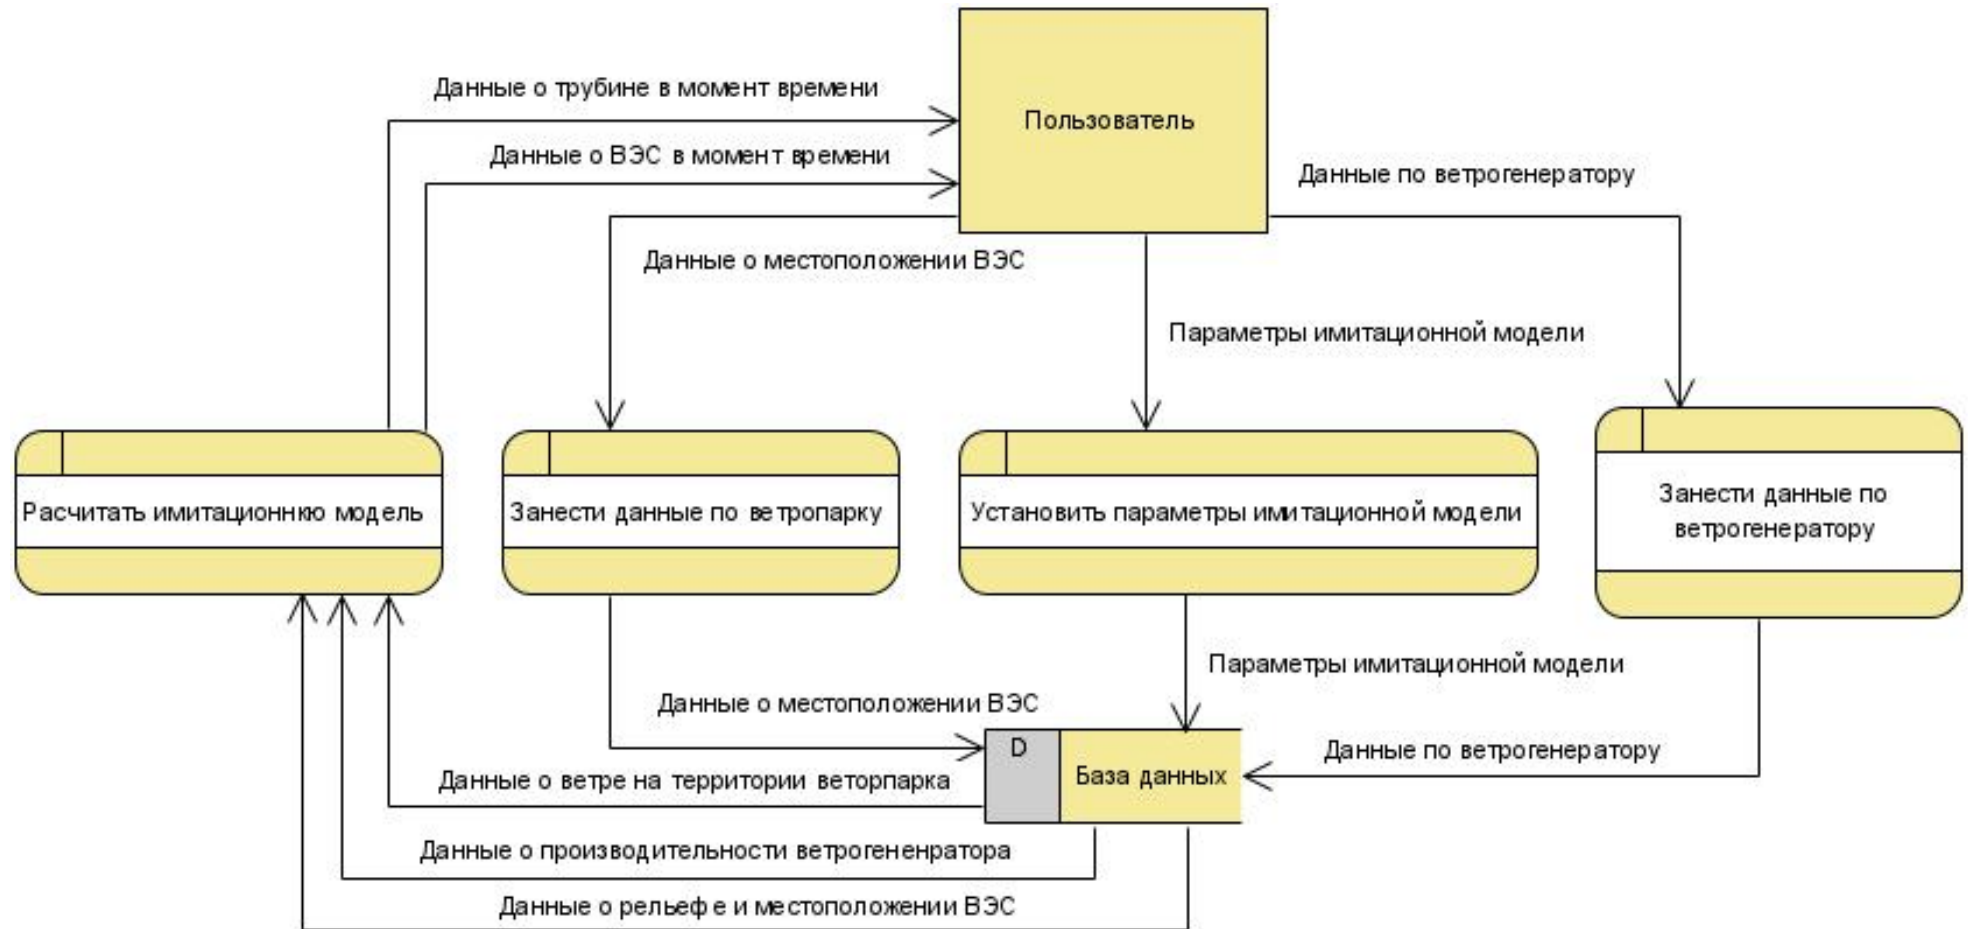 Данные о трубине в момент времени
Пользователь
Данные о ВЭС в момент времени
Данные по ветрогенератору
Данные о местоположении ВЭС
Параметры имитационной модели
Расчитать имитационнкю модель
Занести данные по ветропарку
Установить параметры имитационной модели
Занести данные по
ветрогенератору
Параметры имитационной модели
Данные о местоположении ВЭС
D
База данных
Данные по ветрогенератору
Данные о ветре на территории веторпарка
Данные о производительности ветрогененратора
Данные о рельефе и местоположении ВЭС